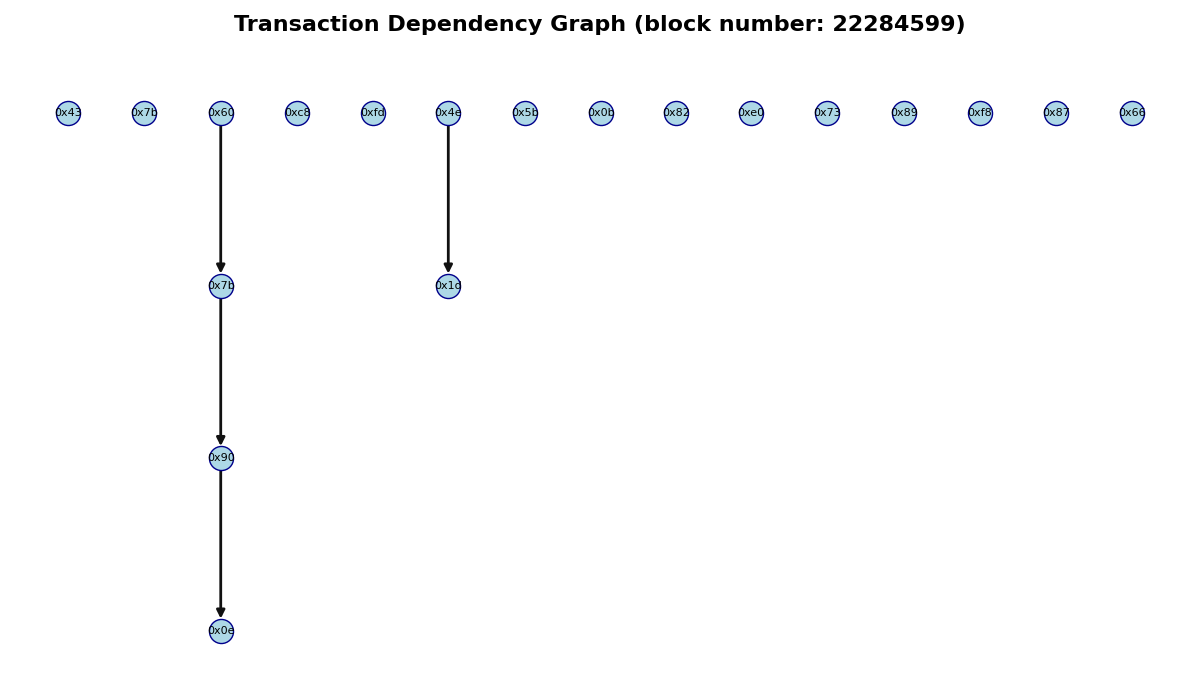 Transaction Dependency Graph (block number: 22284599)
0x43 0x7b 0x60 0xc8 0xfd 0x4e 0x5b 0x0b 0x82 0xe0 0x73 0x89 0xf8 0x87 0x66
0x7b 0x1d
0x90
0x0e